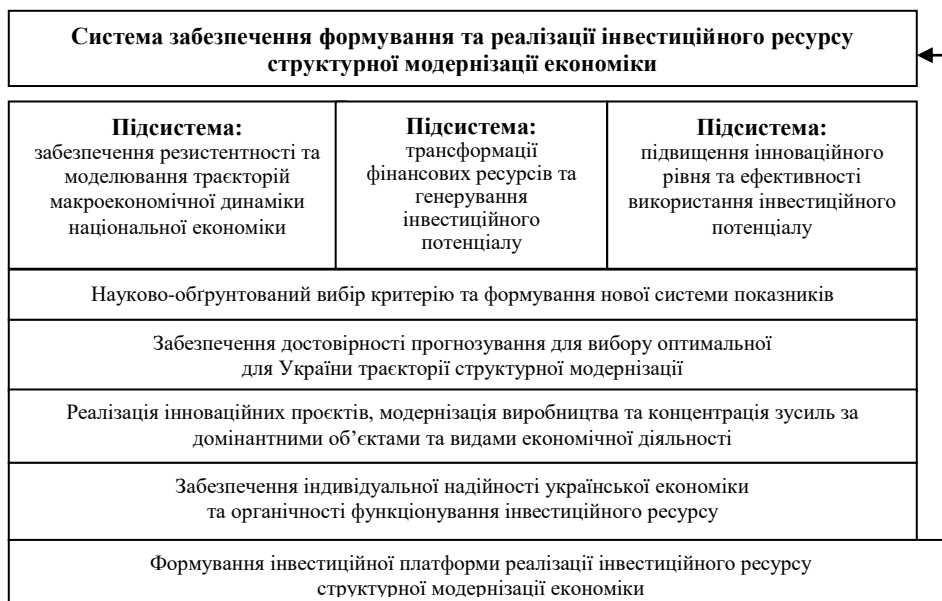 Система забезпечення формування та реалізації інвестиційного ресурсу
структурної модернізації економіки
Підсистема:
забезпечення резистентності та
моделювання траєкторій
макроекономічної динаміки
національної економіки
Підсистема:
трансформації
фінансових ресурсів та
генерування
інвестиційного
потенціалу
Підсистема:
підвищення інноваційного
рівня та ефективності
використання інвестиційного
потенціалу
Науково-обґрунтований вибір критерію та формування нової системи показників
Забезпечення достовірності прогнозування для вибору оптимальної
для України траєкторії структурної модернізації
Реалізація інноваційних проєктів, модернізація виробництва та концентрація зусиль за
домінантними об’єктами та видами економічної діяльності
Забезпечення індивідуальної надійності української економіки
та органічності функціонування інвестиційного ресурсу
Формування інвестиційної платформи реалізації інвестиційного ресурсу
структурної модернізації економіки